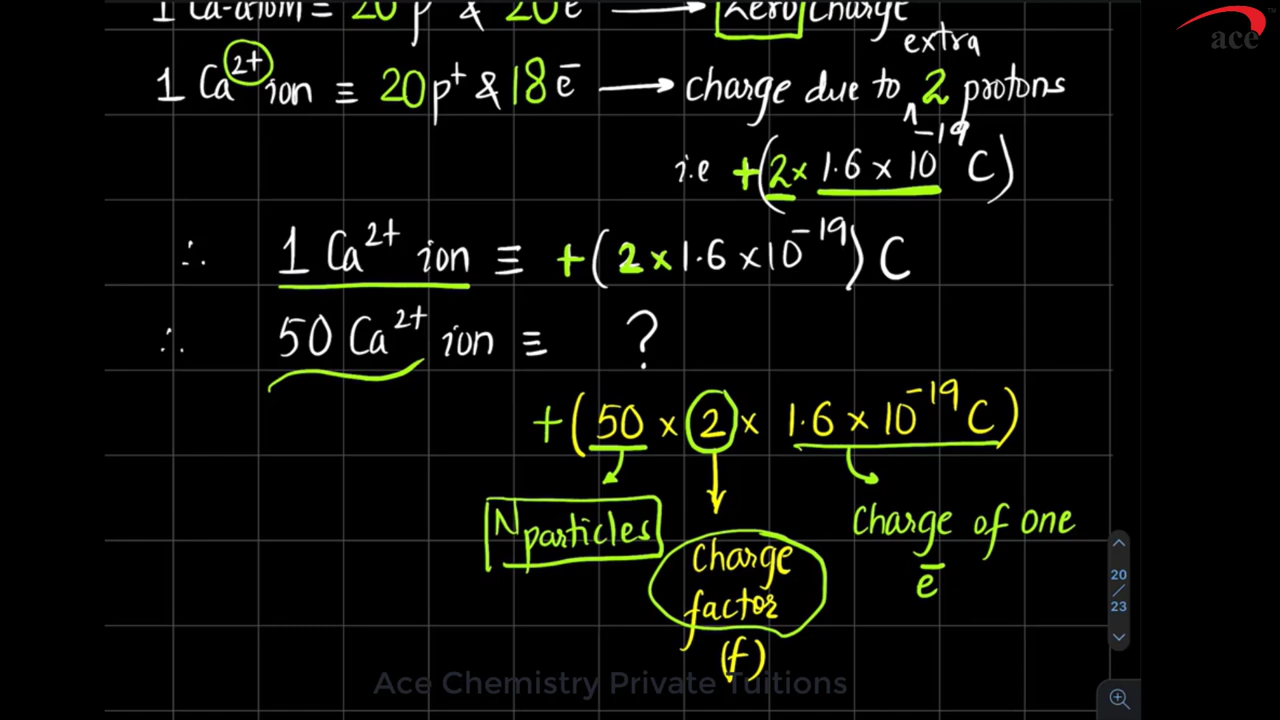 1 Ca-atom = 20 p & 20 e⁻ → Zero charge
extra
1 Ca²⁺ ion ≡ 20 p⁺ & 18 e⁻ → charge due to ^ 2 protons
i.e +(2 × 1.6 × 10⁻¹⁹ C)
∴ 1 Ca²⁺ ion ≡ +(2 × 1.6 × 10⁻¹⁹) C
∴ 50 Ca²⁺ ion ≡ ?
+(50 × 2 × 1.6 × 10⁻¹⁹ C)
N particles
Charge factor
(f)
Charge of one
e⁻
20
/
23
Ace Chemistry Private Tuitions
ace
TM